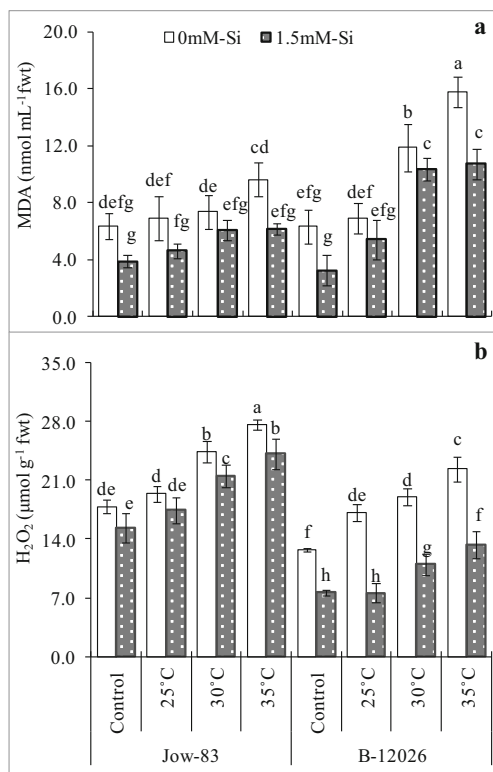 a
0mM-Si 1.5mM-Si
MDA (nmol mL⁻¹ fwt)
20.0
16.0
12.0
8.0
4.0
0.0
defg g def fg de efg cd efg efg g def efg b c a c
b
H₂O₂ (µmol g⁻¹ fwt)
35.0
28.0
21.0
14.0
7.0
0.0
de e d de b c a b f h de h d g c f
Control 25°C 30°C 35°C Control 25°C 30°C 35°C
Jow-83 B-12026